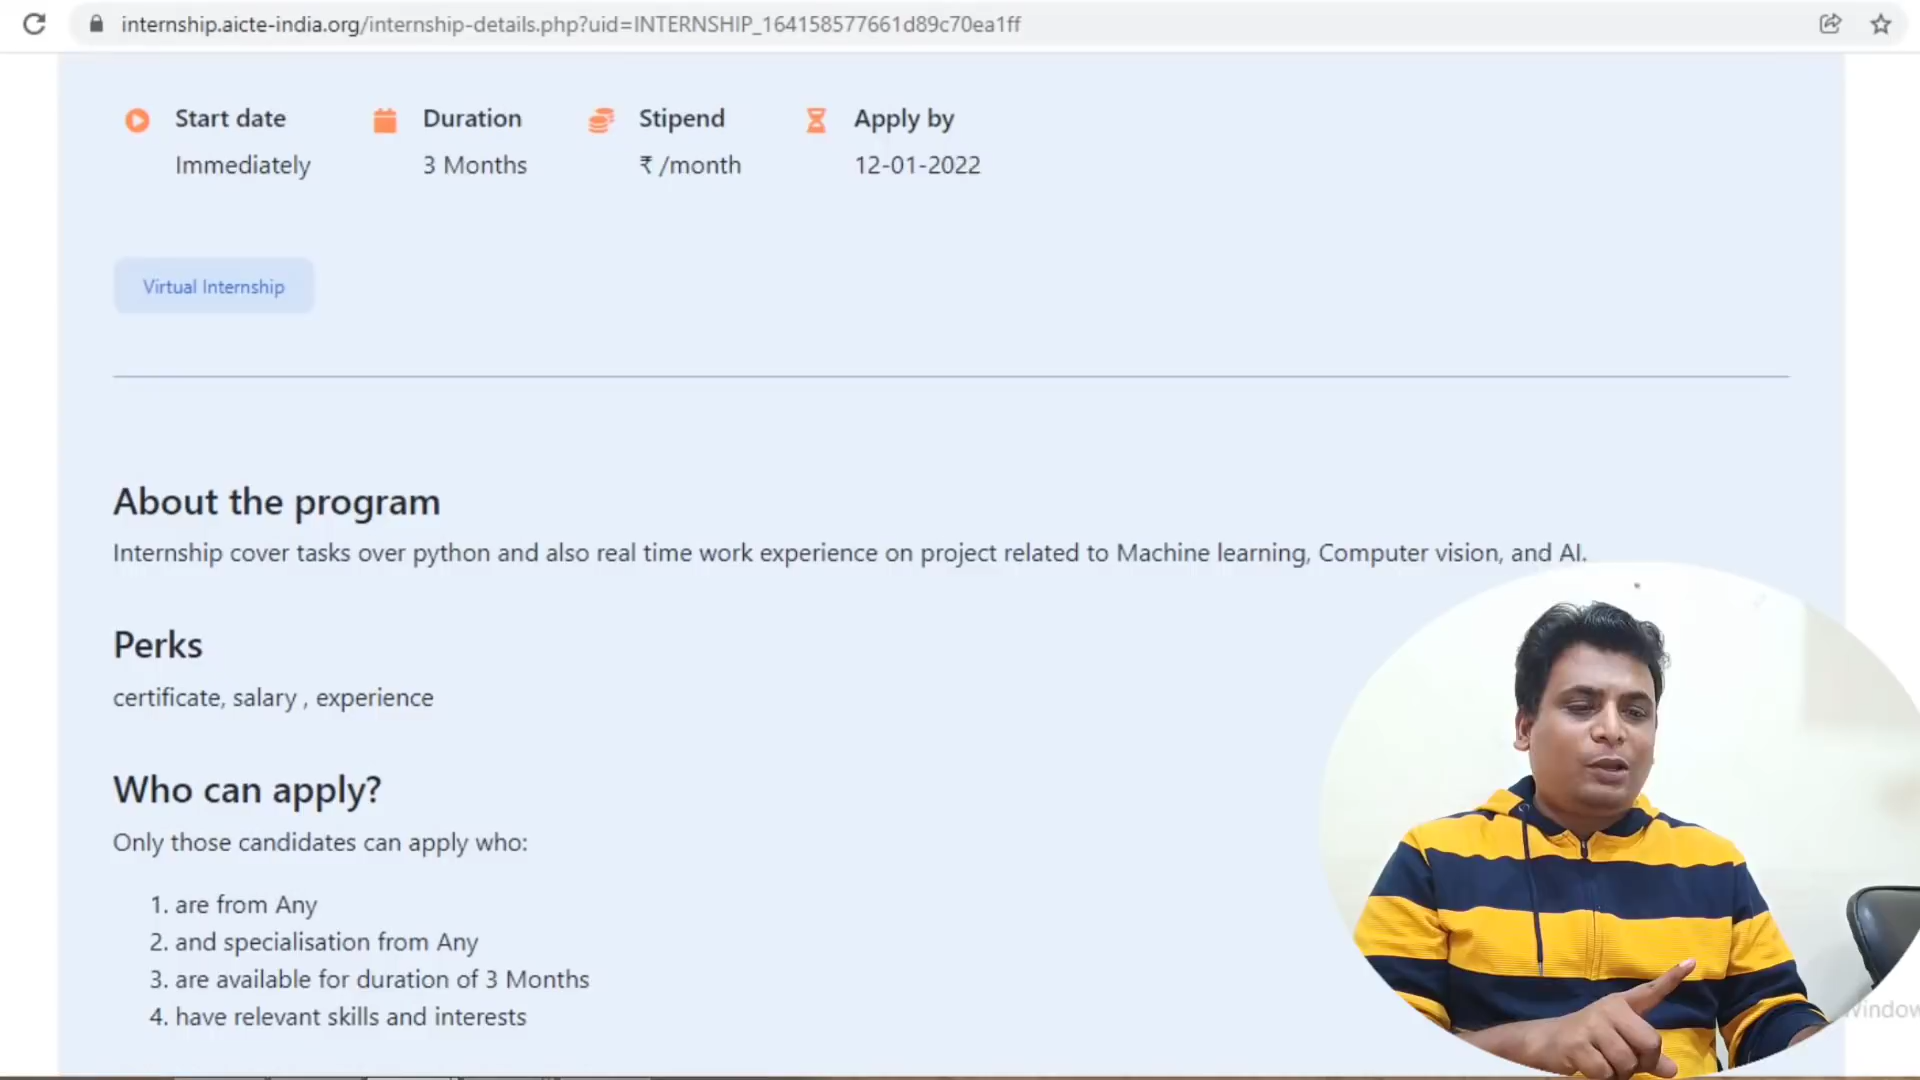 internship.aicte-india.org/internship-details.php?uid=INTERNSHIP_164158577661d89c70ea1ff
Start date Duration Stipend Apply by
Immediately 3 Months ₹ /month 12-01-2022
Virtual Internship
About the program
Internship cover tasks over python and also real time work experience on project related to Machine learning, Computer vision, and AI.
Perks
certificate, salary , experience
Who can apply?
Only those candidates can apply who:
1. are from Any
2. and specialisation from Any
3. are available for duration of 3 Months
4. have relevant skills and interests